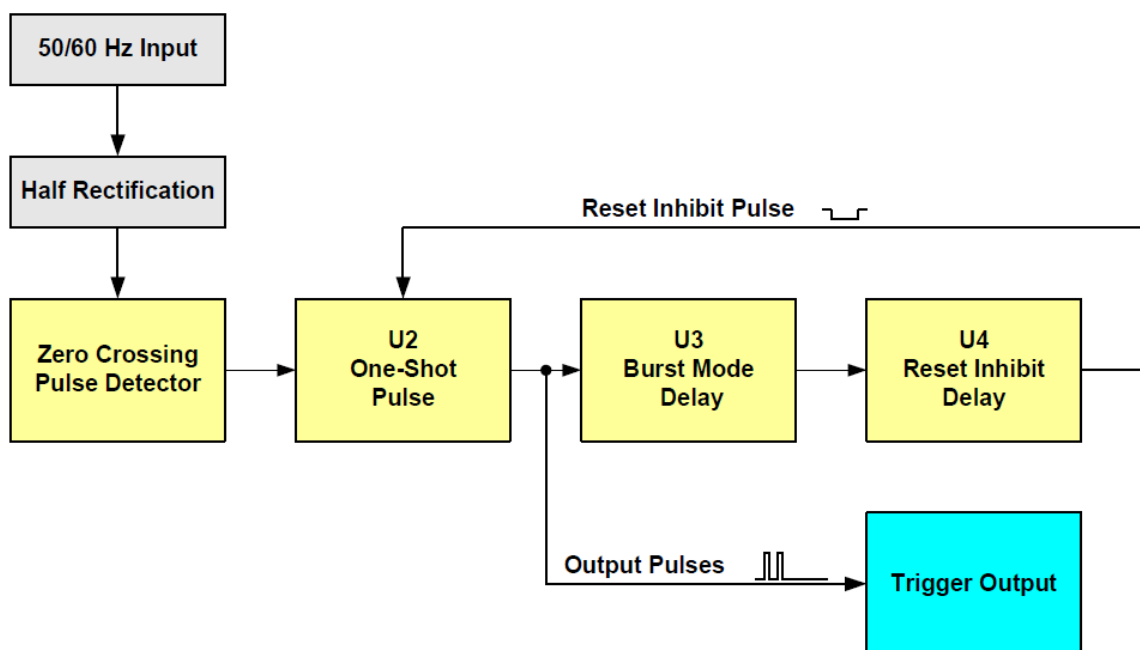 50/60 Hz Input
Half Rectification
Reset Inhibit Pulse
Zero Crossing
Pulse Detector
U2
One-Shot
Pulse
U3
Burst Mode
Delay
U4
Reset Inhibit
Delay
Output Pulses
Trigger Output